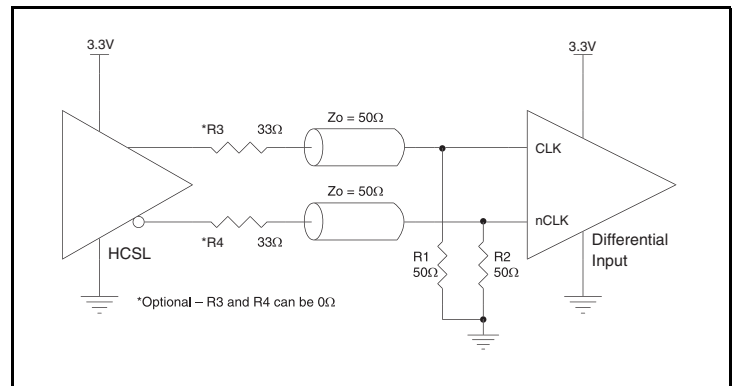 3.3V
3.3V
Zo = 50Ω
*R3 33Ω
CLK
Zo = 50Ω
nCLK
*R4 33Ω
HCSL
R1
50Ω
R2
50Ω
Differential
Input
*Optional – R3 and R4 can be 0Ω